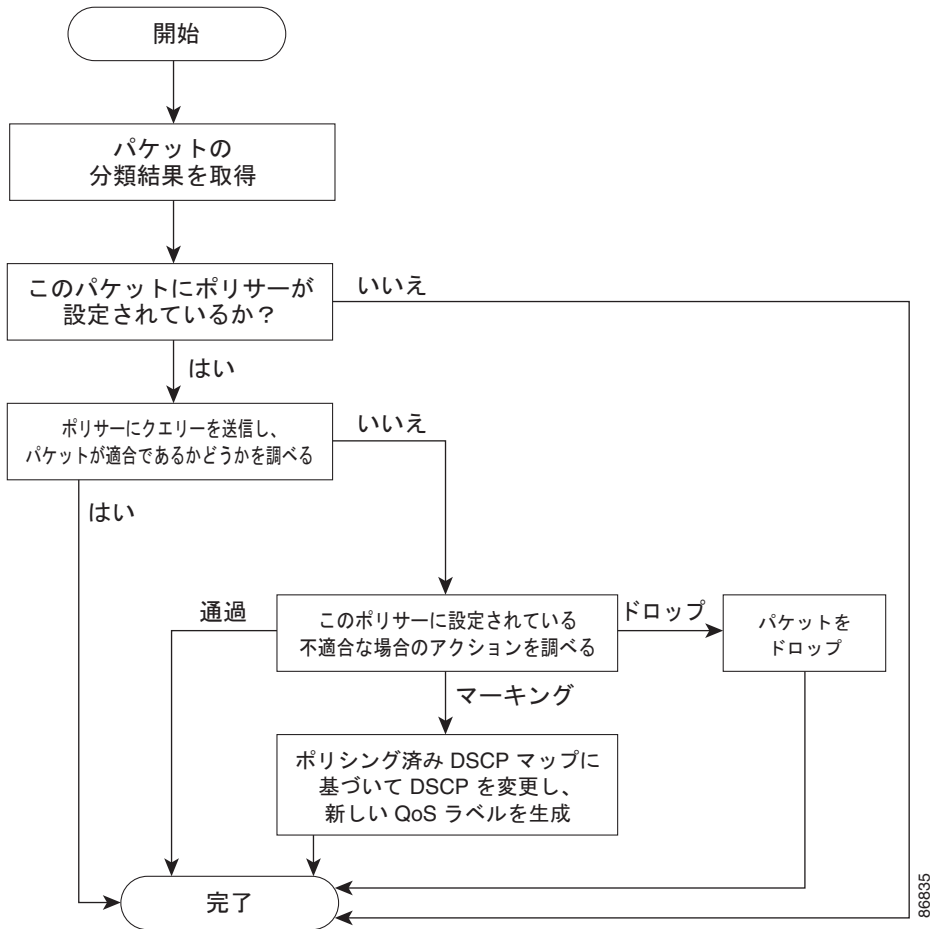 開始
パケットの
分類結果を取得
このパケットにポリサーが
設定されているか？
いいえ
はい
ポリサーにクエリーを送信し、
パケットが適合であるかどうかを調べる
いいえ
はい
通過
このポリサーに設定されている
不適合な場合のアクションを調べる
ドロップ
パケットを
ドロップ
マーキング
ポリシング済み DSCP マップに
基づいて DSCP を変更し、
新しい QoS ラベルを生成
完了
86835